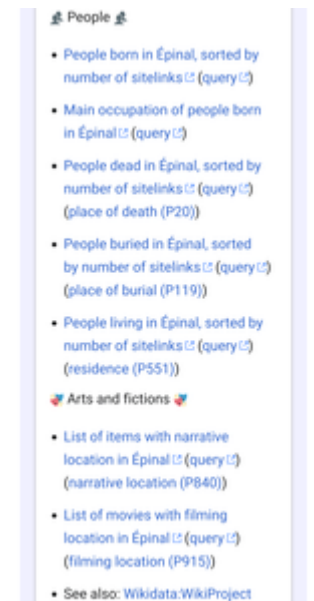 People
• People born in Épinal, sorted by
number of sitelinks (query)
• Main occupation of people born
in Épinal (query)
• People dead in Épinal, sorted by
number of sitelinks (query)
(place of death (P20))
• People buried in Épinal, sorted
by number of sitelinks (query)
(place of burial (P119))
• People living in Épinal, sorted by
number of sitelinks (query)
(residence (P551))
Arts and fictions
• List of items with narrative
location in Épinal (query)
(narrative location (P840))
• List of movies with filming
location in Épinal (query)
(filming location (P915))
• See also: Wikidata:WikiProject